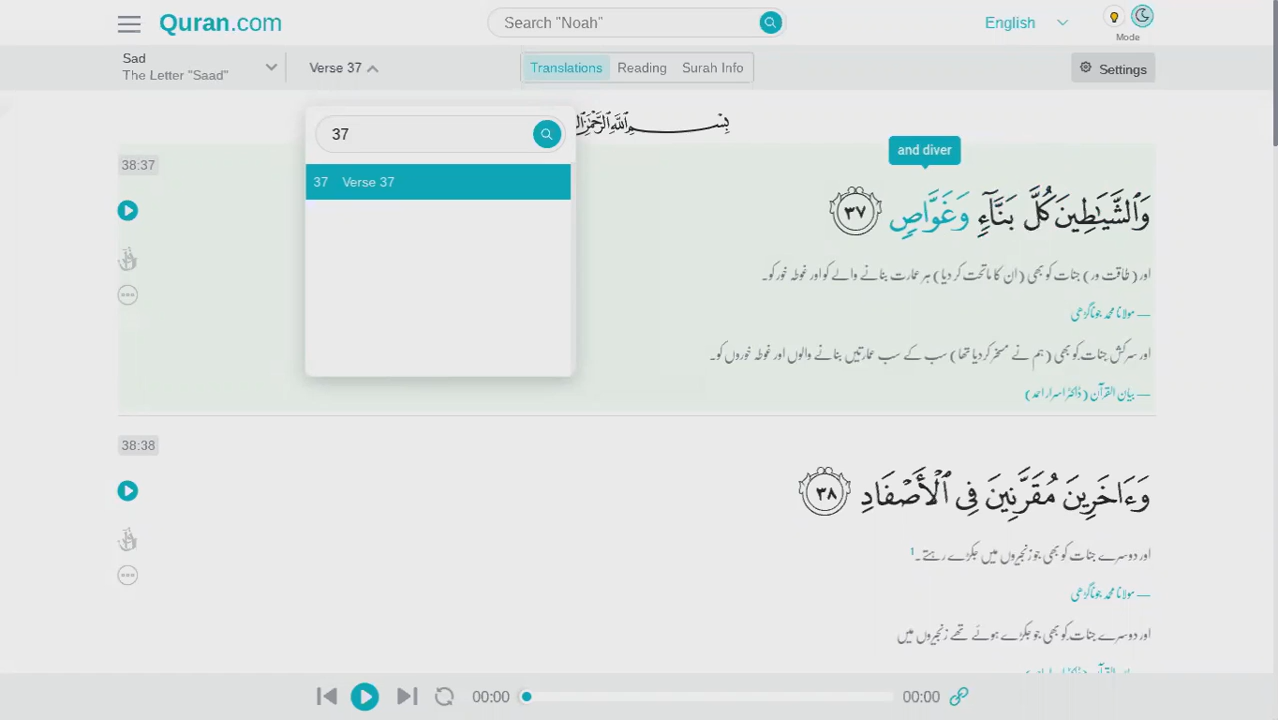 Quran.com
Search "Noah"
English
Mode
Sad
The Letter "Saad"
Verse 37
Translations
Reading
Surah Info
Settings
37
37 Verse 37
38:37
and diver
وَٱلشَّيَـٰطِينَ كُلَّ بَنَّآءٍ وَغَوَّاصٍ ٣٧
اور (طاقت ور) جنات کو بھی (ان کا ماتحت کر دیا) ہر عمارت بنانے والے کو اور غوطہ خور کو۔
— مولانا محمد جوناگڑھی
اور سرکش جنات کو بھی (ہم نے مسخر کر دیا تھا) سب کے سب عمارتیں بنانے والوں اور غوطہ خوروں کو۔
— بیان القرآن (ڈاکٹر اسرار احمد)
38:38
وَءَاخَرِينَ مُقَرَّنِينَ فِى ٱلْأَصْفَادِ ٣٨
اور دوسرے جنات کو بھی جو زنجیروں میں جکڑے رہتے۔ 1
— مولانا محمد جوناگڑھی
اور دوسرے جنات کو بھی جو جکڑے ہوئے تھے زنجیروں میں
00:00
00:00